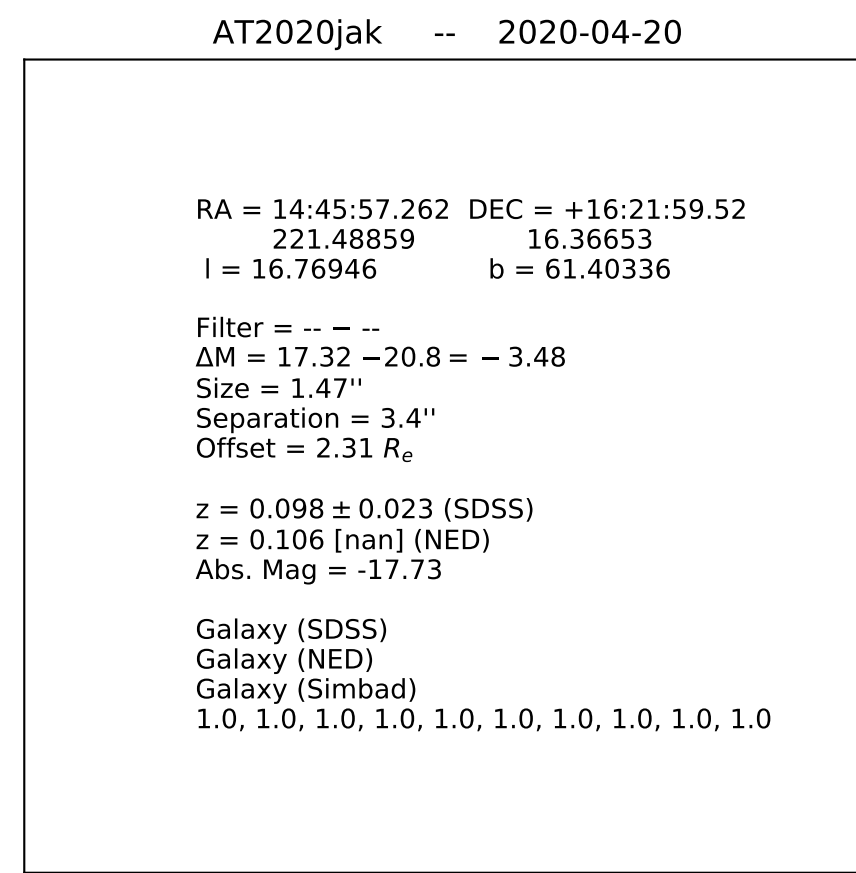 AT2020jak -- 2020-04-20
RA = 14:45:57.262 DEC = +16:21:59.52
221.48859 16.36653
l = 16.76946 b = 61.40336
Filter = -- − --
ΔM = 17.32 −20.8 = − 3.48
Size = 1.47''
Separation = 3.4''
Offset = 2.31 Rₑ
z = 0.098 ± 0.023 (SDSS)
z = 0.106 [nan] (NED)
Abs. Mag = -17.73
Galaxy (SDSS)
Galaxy (NED)
Galaxy (Simbad)
1.0, 1.0, 1.0, 1.0, 1.0, 1.0, 1.0, 1.0, 1.0, 1.0